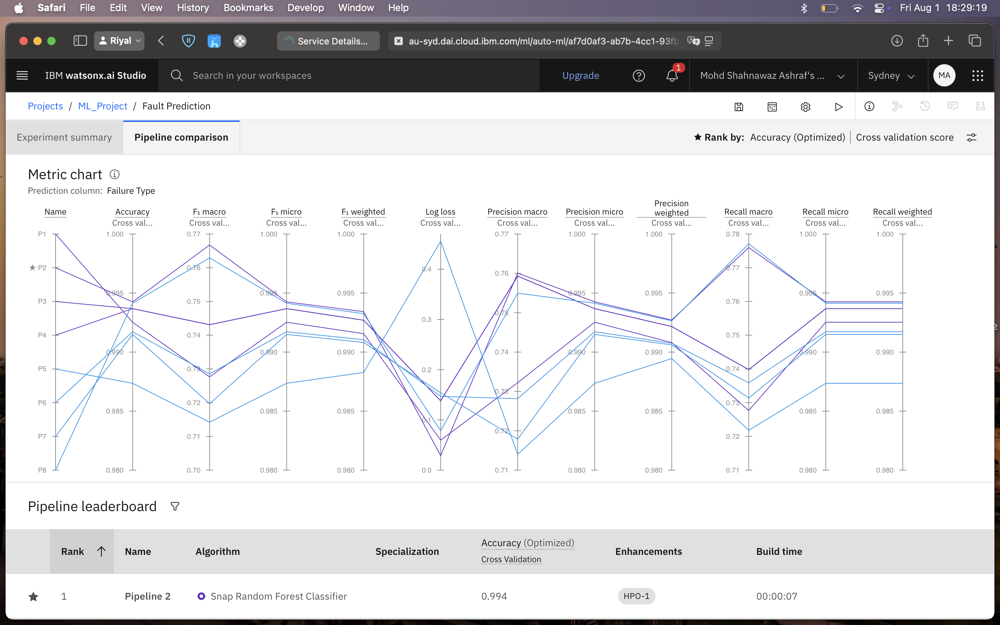 Safari File Edit View History Bookmarks Develop Window Help Fri Aug 1 18:29:19
Riyal Service Details... au-syd.dai.cloud.ibm.com/ml/auto-ml/af7d0af3-ab7b-4cc1-93fb
IBM watsonx.ai Studio Search in your workspaces Upgrade 1 Mohd Shahnawaz Ashraf's ... Sydney MA
Projects / ML_Project / Fault Prediction
Experiment summary Pipeline comparison ★ Rank by: Accuracy (Optimized) | Cross validation score
Metric chart
Prediction column: Failure Type
Name Accuracy F₁ macro F₁ micro F₁ weighted Log loss Precision macro Precision micro Precision weighted Recall macro Recall micro Recall weighted
Cross val... Cross val... Cross val... Cross val... Cross val... Cross val... Cross val... Cross val... Cross val... Cross val... Cross val...
P1 P2 P3 P4 P5 P6 P7 P8
1.000 0.995 0.990 0.985 0.980
0.77 0.76 0.75 0.74 0.73 0.72 0.71 0.70
1.000 0.995 0.990 0.985 0.980
1.000 0.995 0.990 0.985 0.980
0.4 0.3 0.2 0.1 0.0
0.77 0.76 0.75 0.74 0.73 0.72 0.71
1.000 0.995 0.990 0.985 0.980
1.000 0.995 0.990 0.985 0.980
0.78 0.77 0.76 0.75 0.74 0.73 0.72 0.71
1.000 0.995 0.990 0.985 0.980
1.000 0.995 0.990 0.985 0.980
Pipeline leaderboard
Rank Name Algorithm Specialization Accuracy (Optimized) Enhancements Build time
Cross Validation
★ 1 Pipeline 2 Snap Random Forest Classifier 0.994 HPO-1 00:00:07